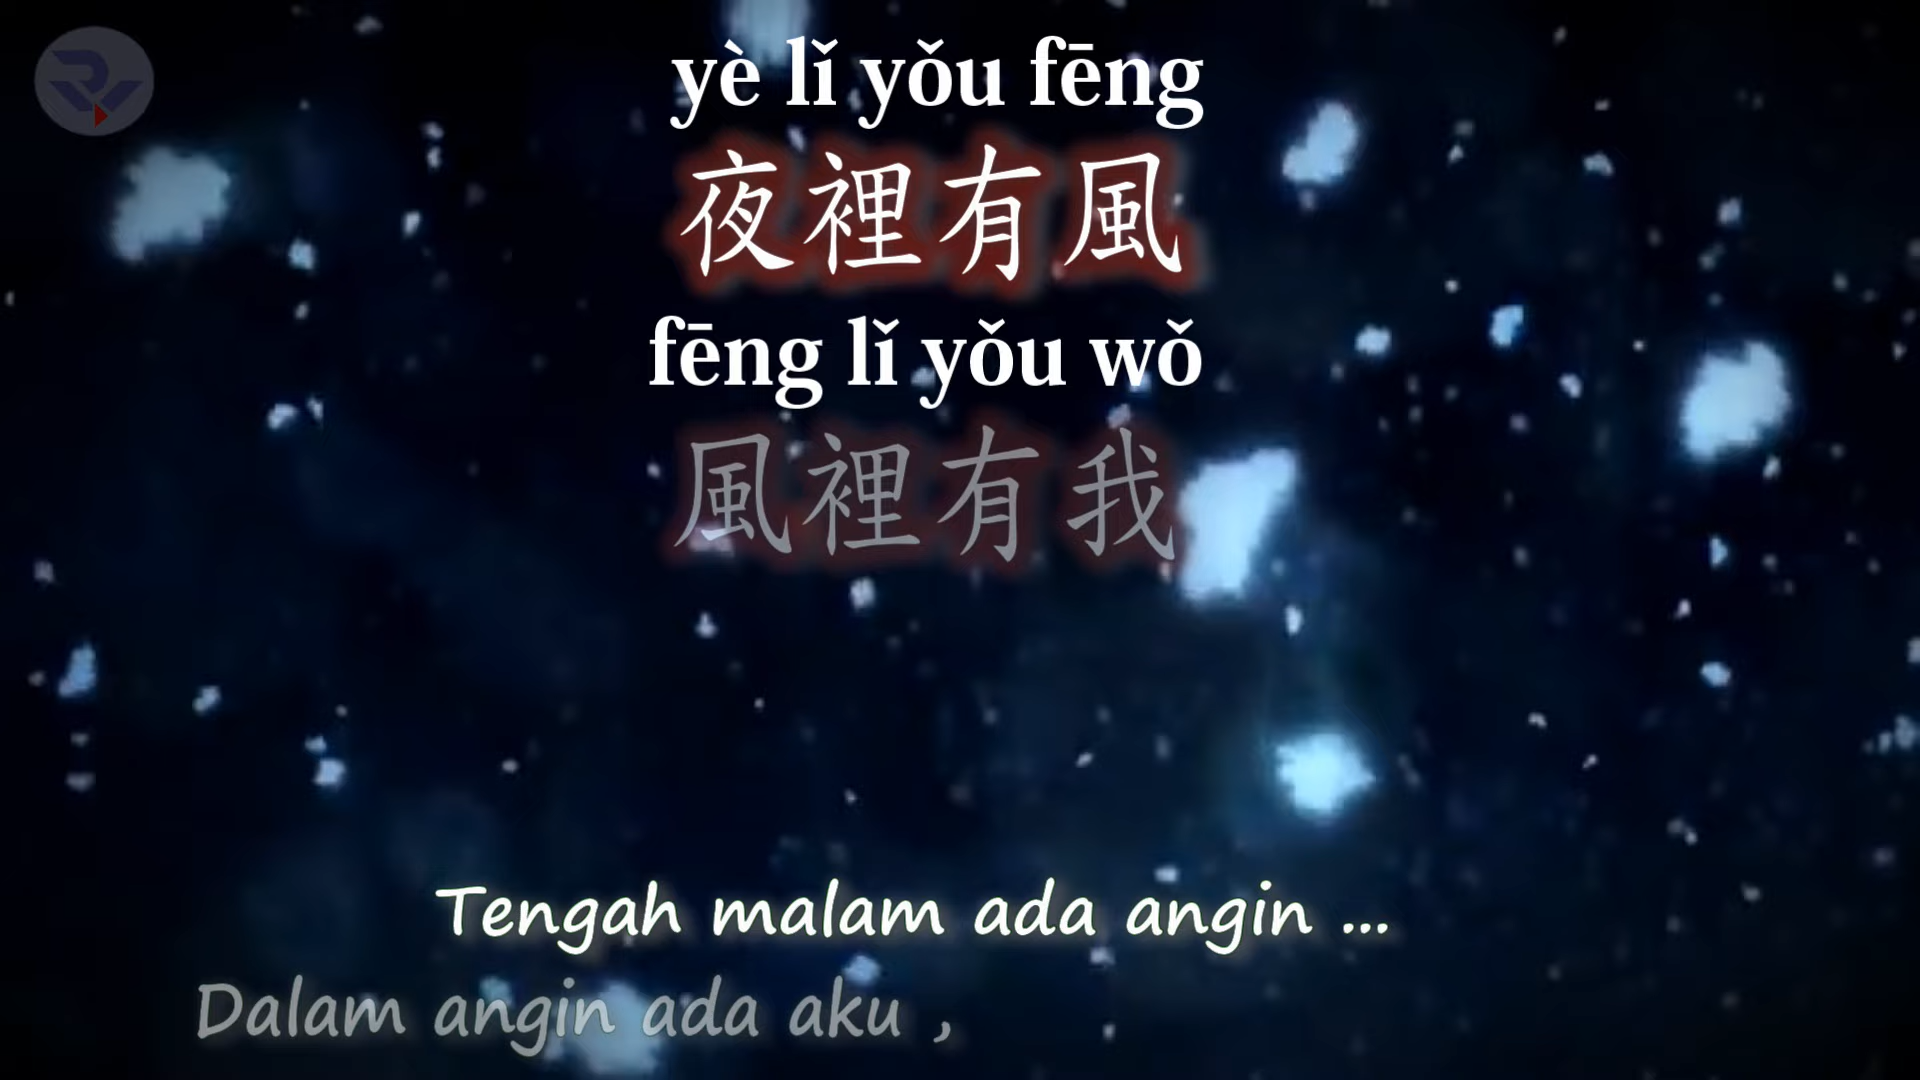 yè lǐ yǒu fēng
夜裡有風
fēng lǐ yǒu wǒ
風裡有我
Tengah malam ada angin ...
Dalam angin ada aku ,